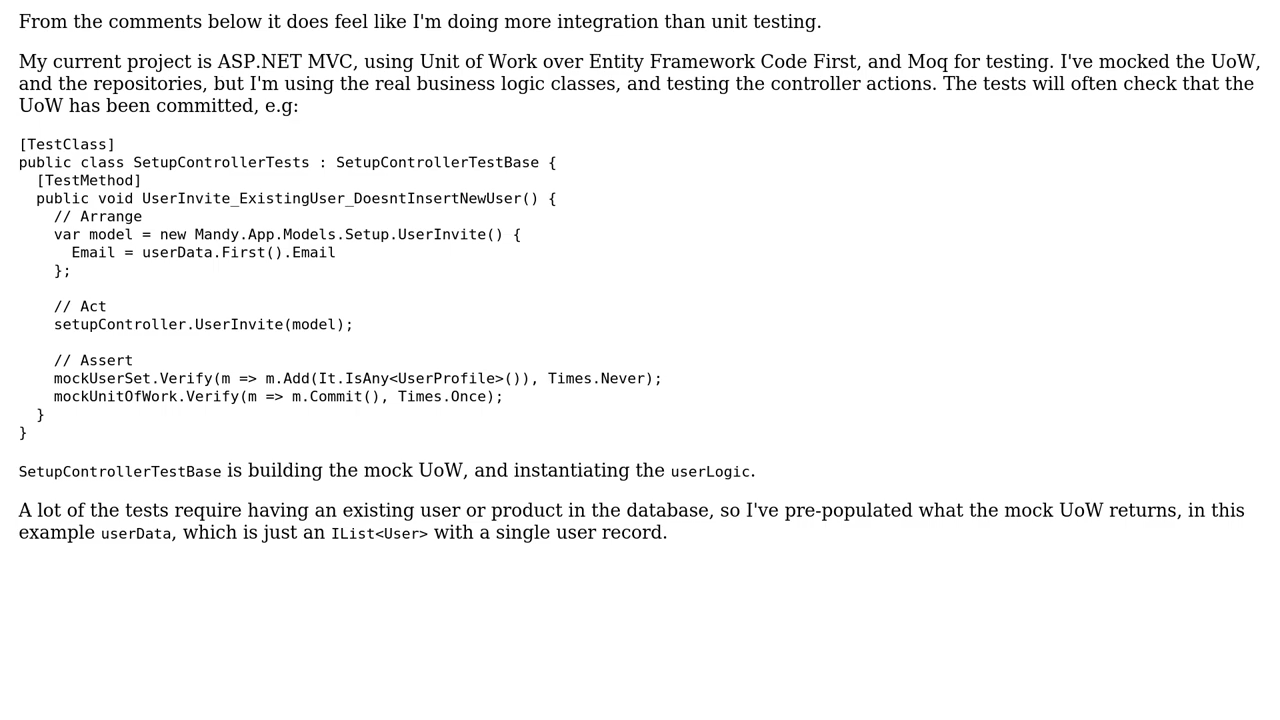 From the comments below it does feel like I'm doing more integration than unit testing.
My current project is ASP.NET MVC, using Unit of Work over Entity Framework Code First, and Moq for testing. I've mocked the UoW,
and the repositories, but I'm using the real business logic classes, and testing the controller actions. The tests will often check that the
UoW has been committed, e.g:
[TestClass]
public class SetupControllerTests : SetupControllerTestBase {
  [TestMethod]
  public void UserInvite_ExistingUser_DoesntInsertNewUser() {
    // Arrange
    var model = new Mandy.App.Models.Setup.UserInvite() {
      Email = userData.First().Email
    };

    // Act
    setupController.UserInvite(model);

    // Assert
    mockUserSet.Verify(m => m.Add(It.IsAny<UserProfile>()), Times.Never);
    mockUnitOfWork.Verify(m => m.Commit(), Times.Once);
  }
}
SetupControllerTestBase is building the mock UoW, and instantiating the userLogic.
A lot of the tests require having an existing user or product in the database, so I've pre-populated what the mock UoW returns, in this
example userData, which is just an IList<User> with a single user record.